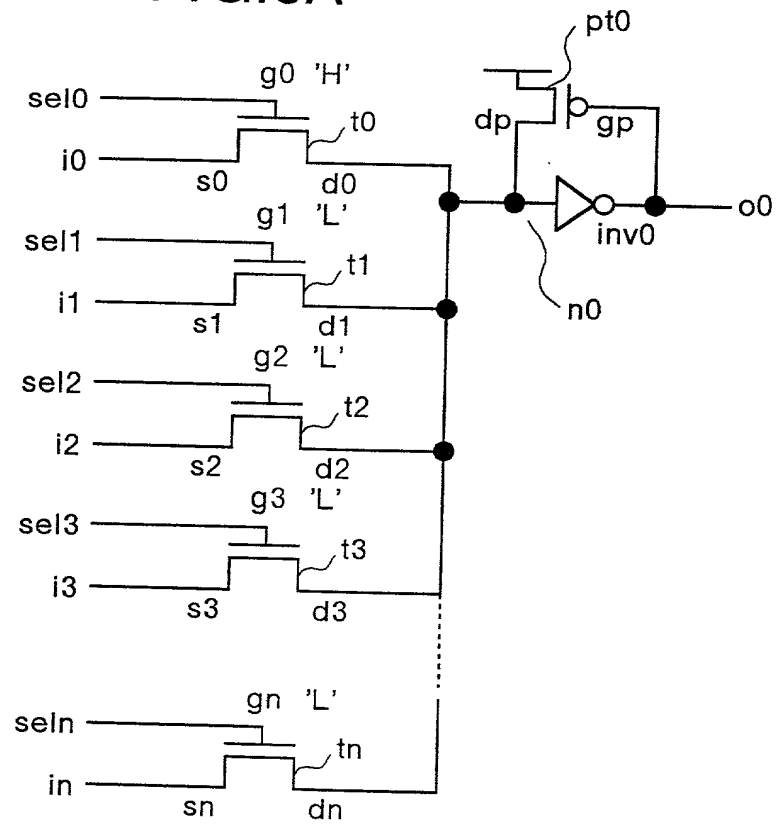 pt0
g0 'H'
sel0
t0
dp
gp
i0
s0
d0
o0
g1 'L'
inv0
sel1
t1
i1
s1
d1
n0
g2 'L'
sel2
t2
i2
s2
d2
g3 'L'
sel3
t3
i3
s3
d3
gn 'L'
seln
tn
in
sn
dn